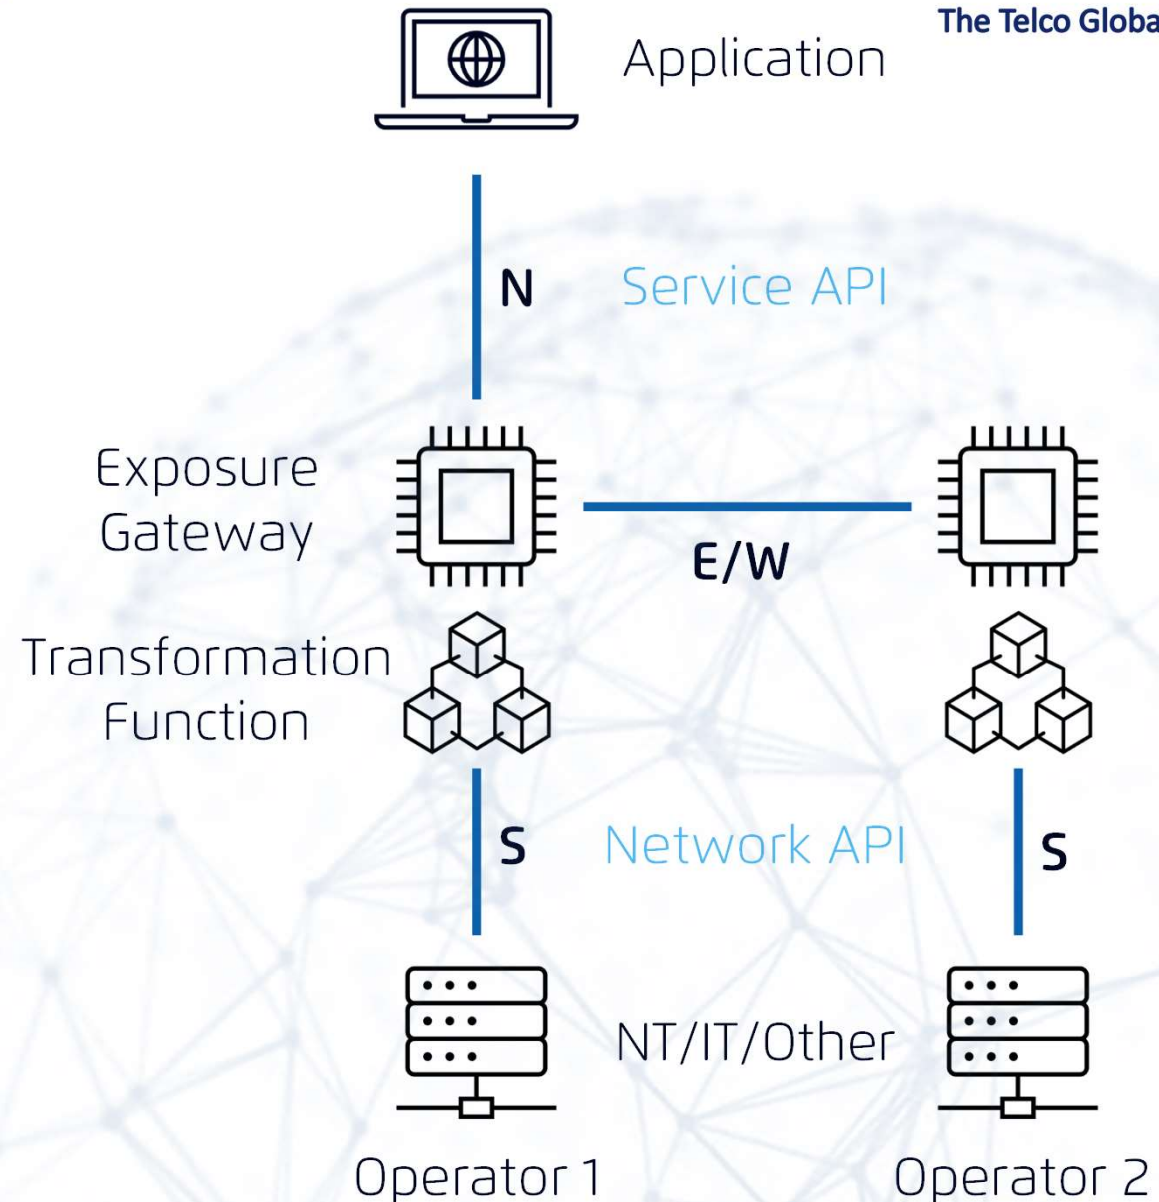 The Telco Globa
Application
N
Service API
Exposure
Gateway
E/W
Transformation
Function
S
Network API
S
NT/IT/Other
Operator 1
Operator 2